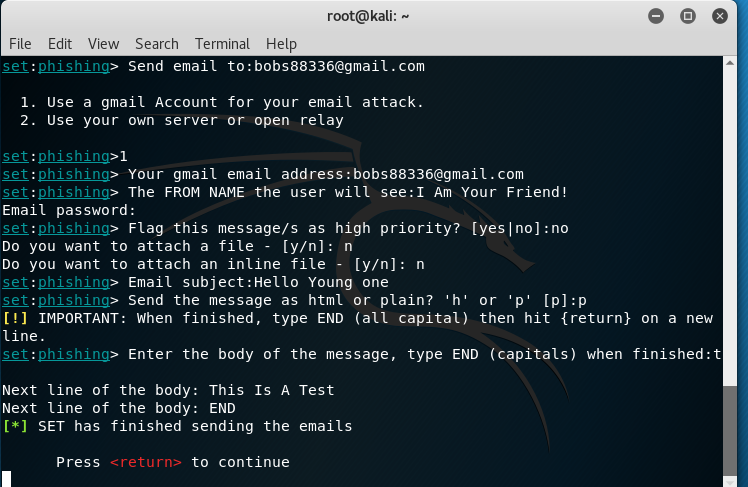 root@kali: ~
File Edit View Search Terminal Help
set:phishing> Send email to:bobs88336@gmail.com
1. Use a gmail Account for your email attack.
2. Use your own server or open relay
set:phishing>1
set:phishing> Your gmail email address:bobs88336@gmail.com
set:phishing> The FROM NAME the user will see:I Am Your Friend!
Email password:
set:phishing> Flag this message/s as high priority? [yes|no]:no
Do you want to attach a file - [y/n]: n
Do you want to attach an inline file - [y/n]: n
set:phishing> Email subject:Hello Young one
set:phishing> Send the message as html or plain? 'h' or 'p' [p]:p
[!] IMPORTANT: When finished, type END (all capital) then hit {return} on a new
line.
set:phishing> Enter the body of the message, type END (capitals) when finished:t
Next line of the body: This Is A Test
Next line of the body: END
[*] SET has finished sending the emails
Press <return> to continue